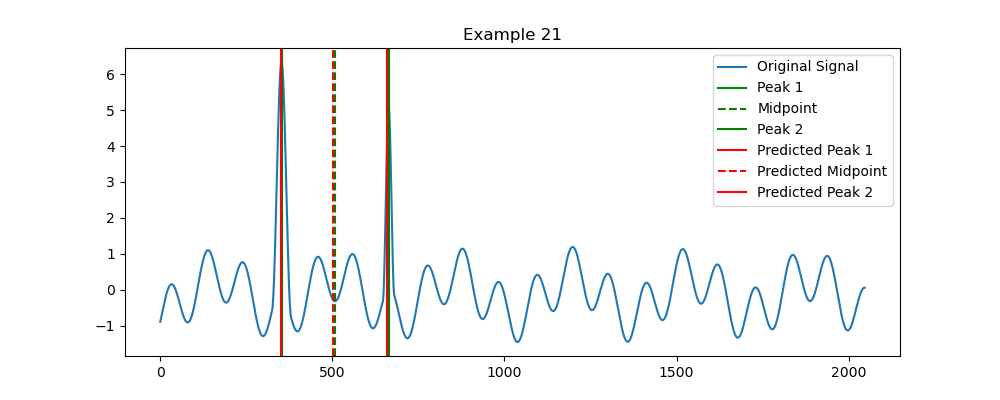 Example 21
Original Signal
Peak 1
Midpoint
Peak 2
Predicted Peak 1
Predicted Midpoint
Predicted Peak 2
6
5
4
3
2
1
0
−1
0 500 1000 1500 2000